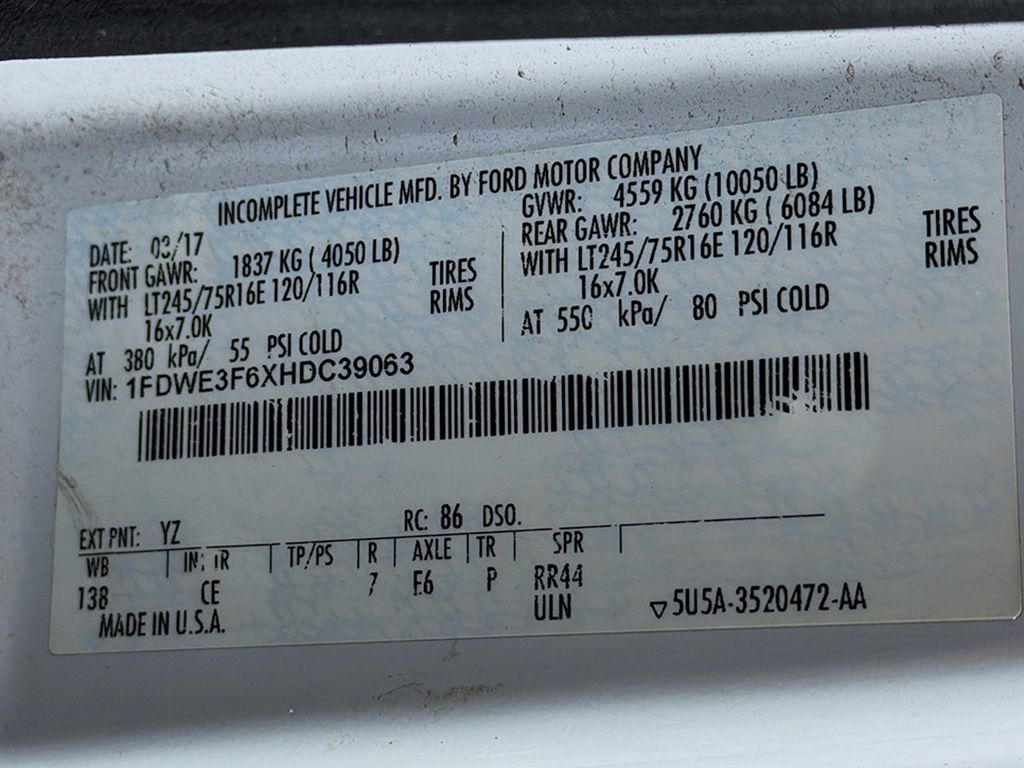 INCOMPLETE VEHICLE MFD. BY FORD MOTOR COMPANY
DATE: 03/17
FRONT GAWR: 1837 KG ( 4050 LB)
WITH LT245/75R16E 120/116R TIRES
16x7.0K RIMS
AT 380 kPa/ 55 PSI COLD
GVWR: 4559 KG (10050 LB)
REAR GAWR: 2760 KG ( 6084 LB)
WITH LT245/75R16E 120/116R TIRES
16x7.0K RIMS
AT 550 kPa/ 80 PSI COLD
VIN: 1FDWE3F6XHDC39063
EXT PNT: YZ RC: 86 DSO.
WB TP/PS R AXLE TR SPR
138 CE 7 P RR44
ULN
MADE IN U.S.A. ▽5U5A-3520472-AA